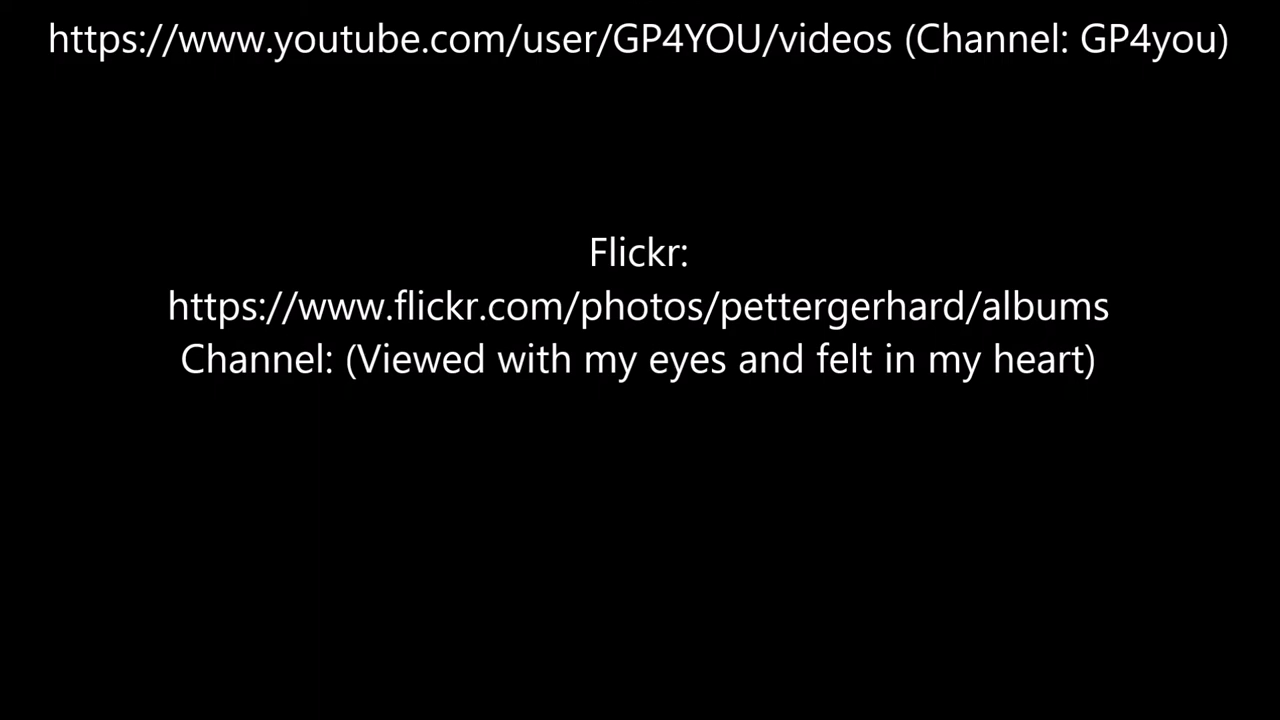 https://www.youtube.com/user/GP4YOU/videos (Channel: GP4you)
Flickr:
https://www.flickr.com/photos/pettergerhard/albums
Channel: (Viewed with my eyes and felt in my heart)